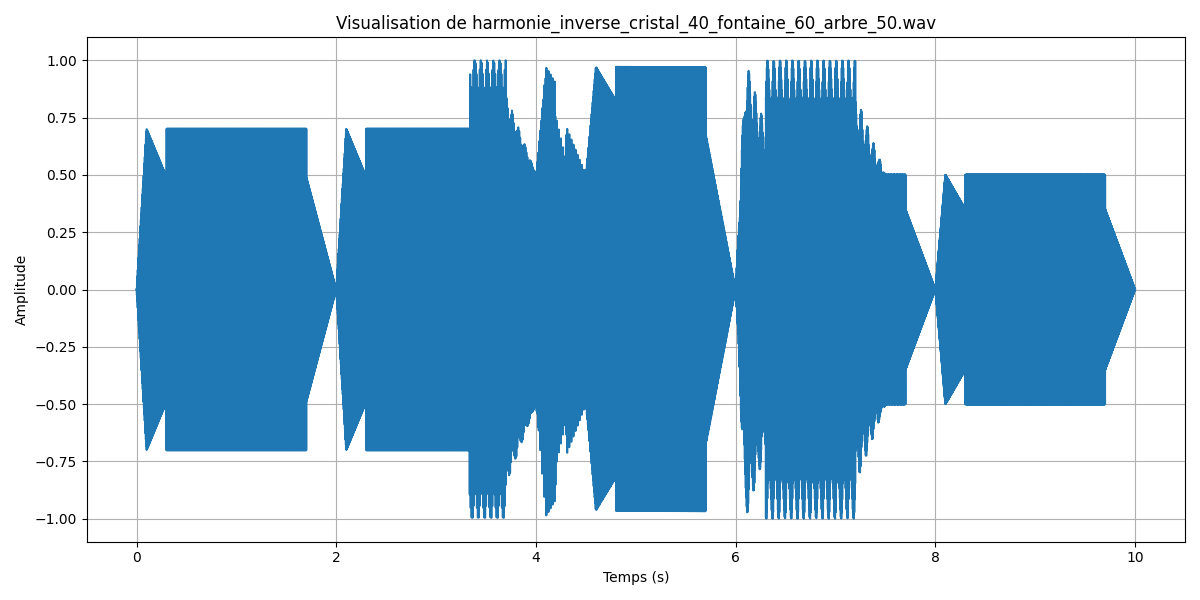 Visualisation de harmonie_inverse_cristal_40_fontaine_60_arbre_50.wav
1.00
0.75
0.50
0.25
0.00
−0.25
−0.50
−0.75
−1.00
Amplitude
0 2 4 6 8 10
Temps (s)